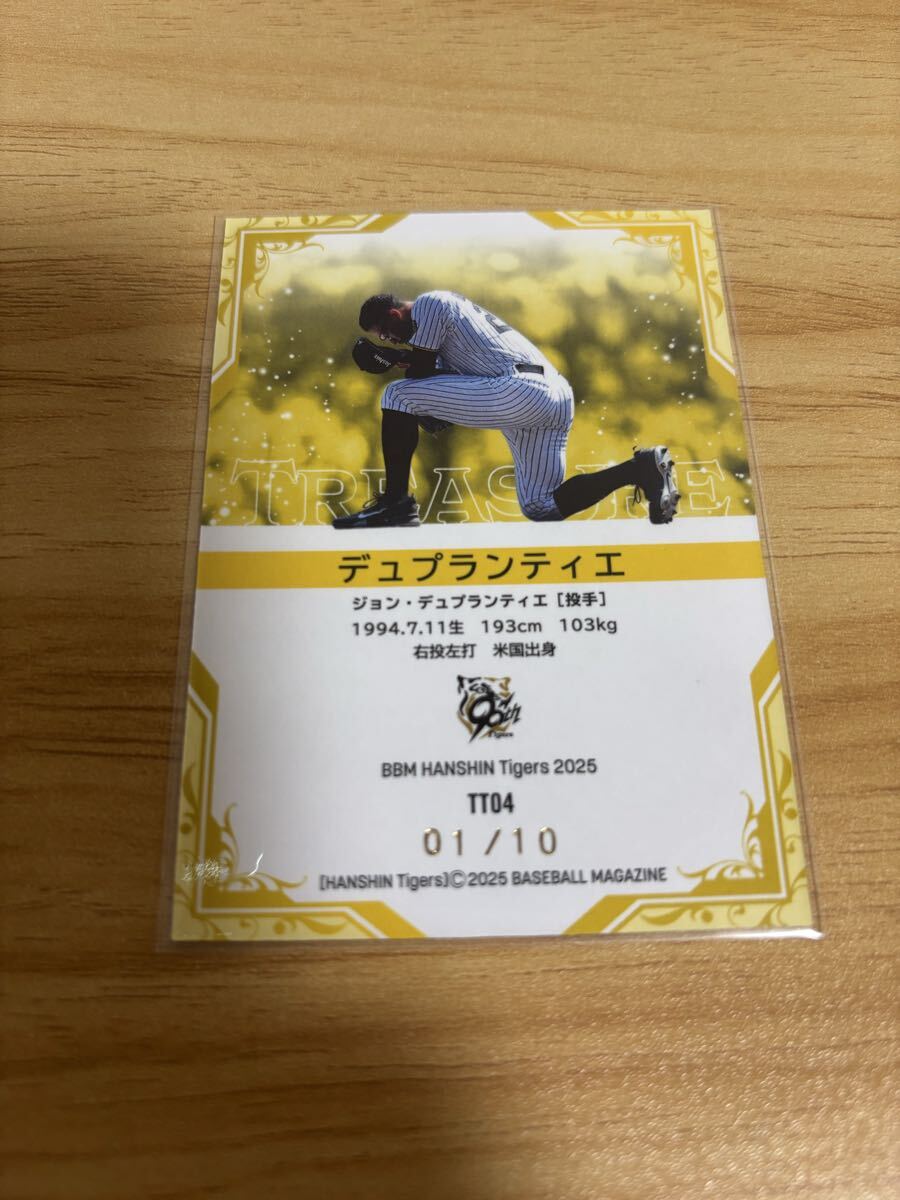 TREASURE
デュプランティエ
ジョン・デュプランティエ [投手]
1994.7.11生 193cm 103kg
右投左打 米国出身
90th
Tigers
BBM HANSHIN Tigers 2025
TT04
01/10
[HANSHIN Tigers]©2025 BASEBALL MAGAZINE